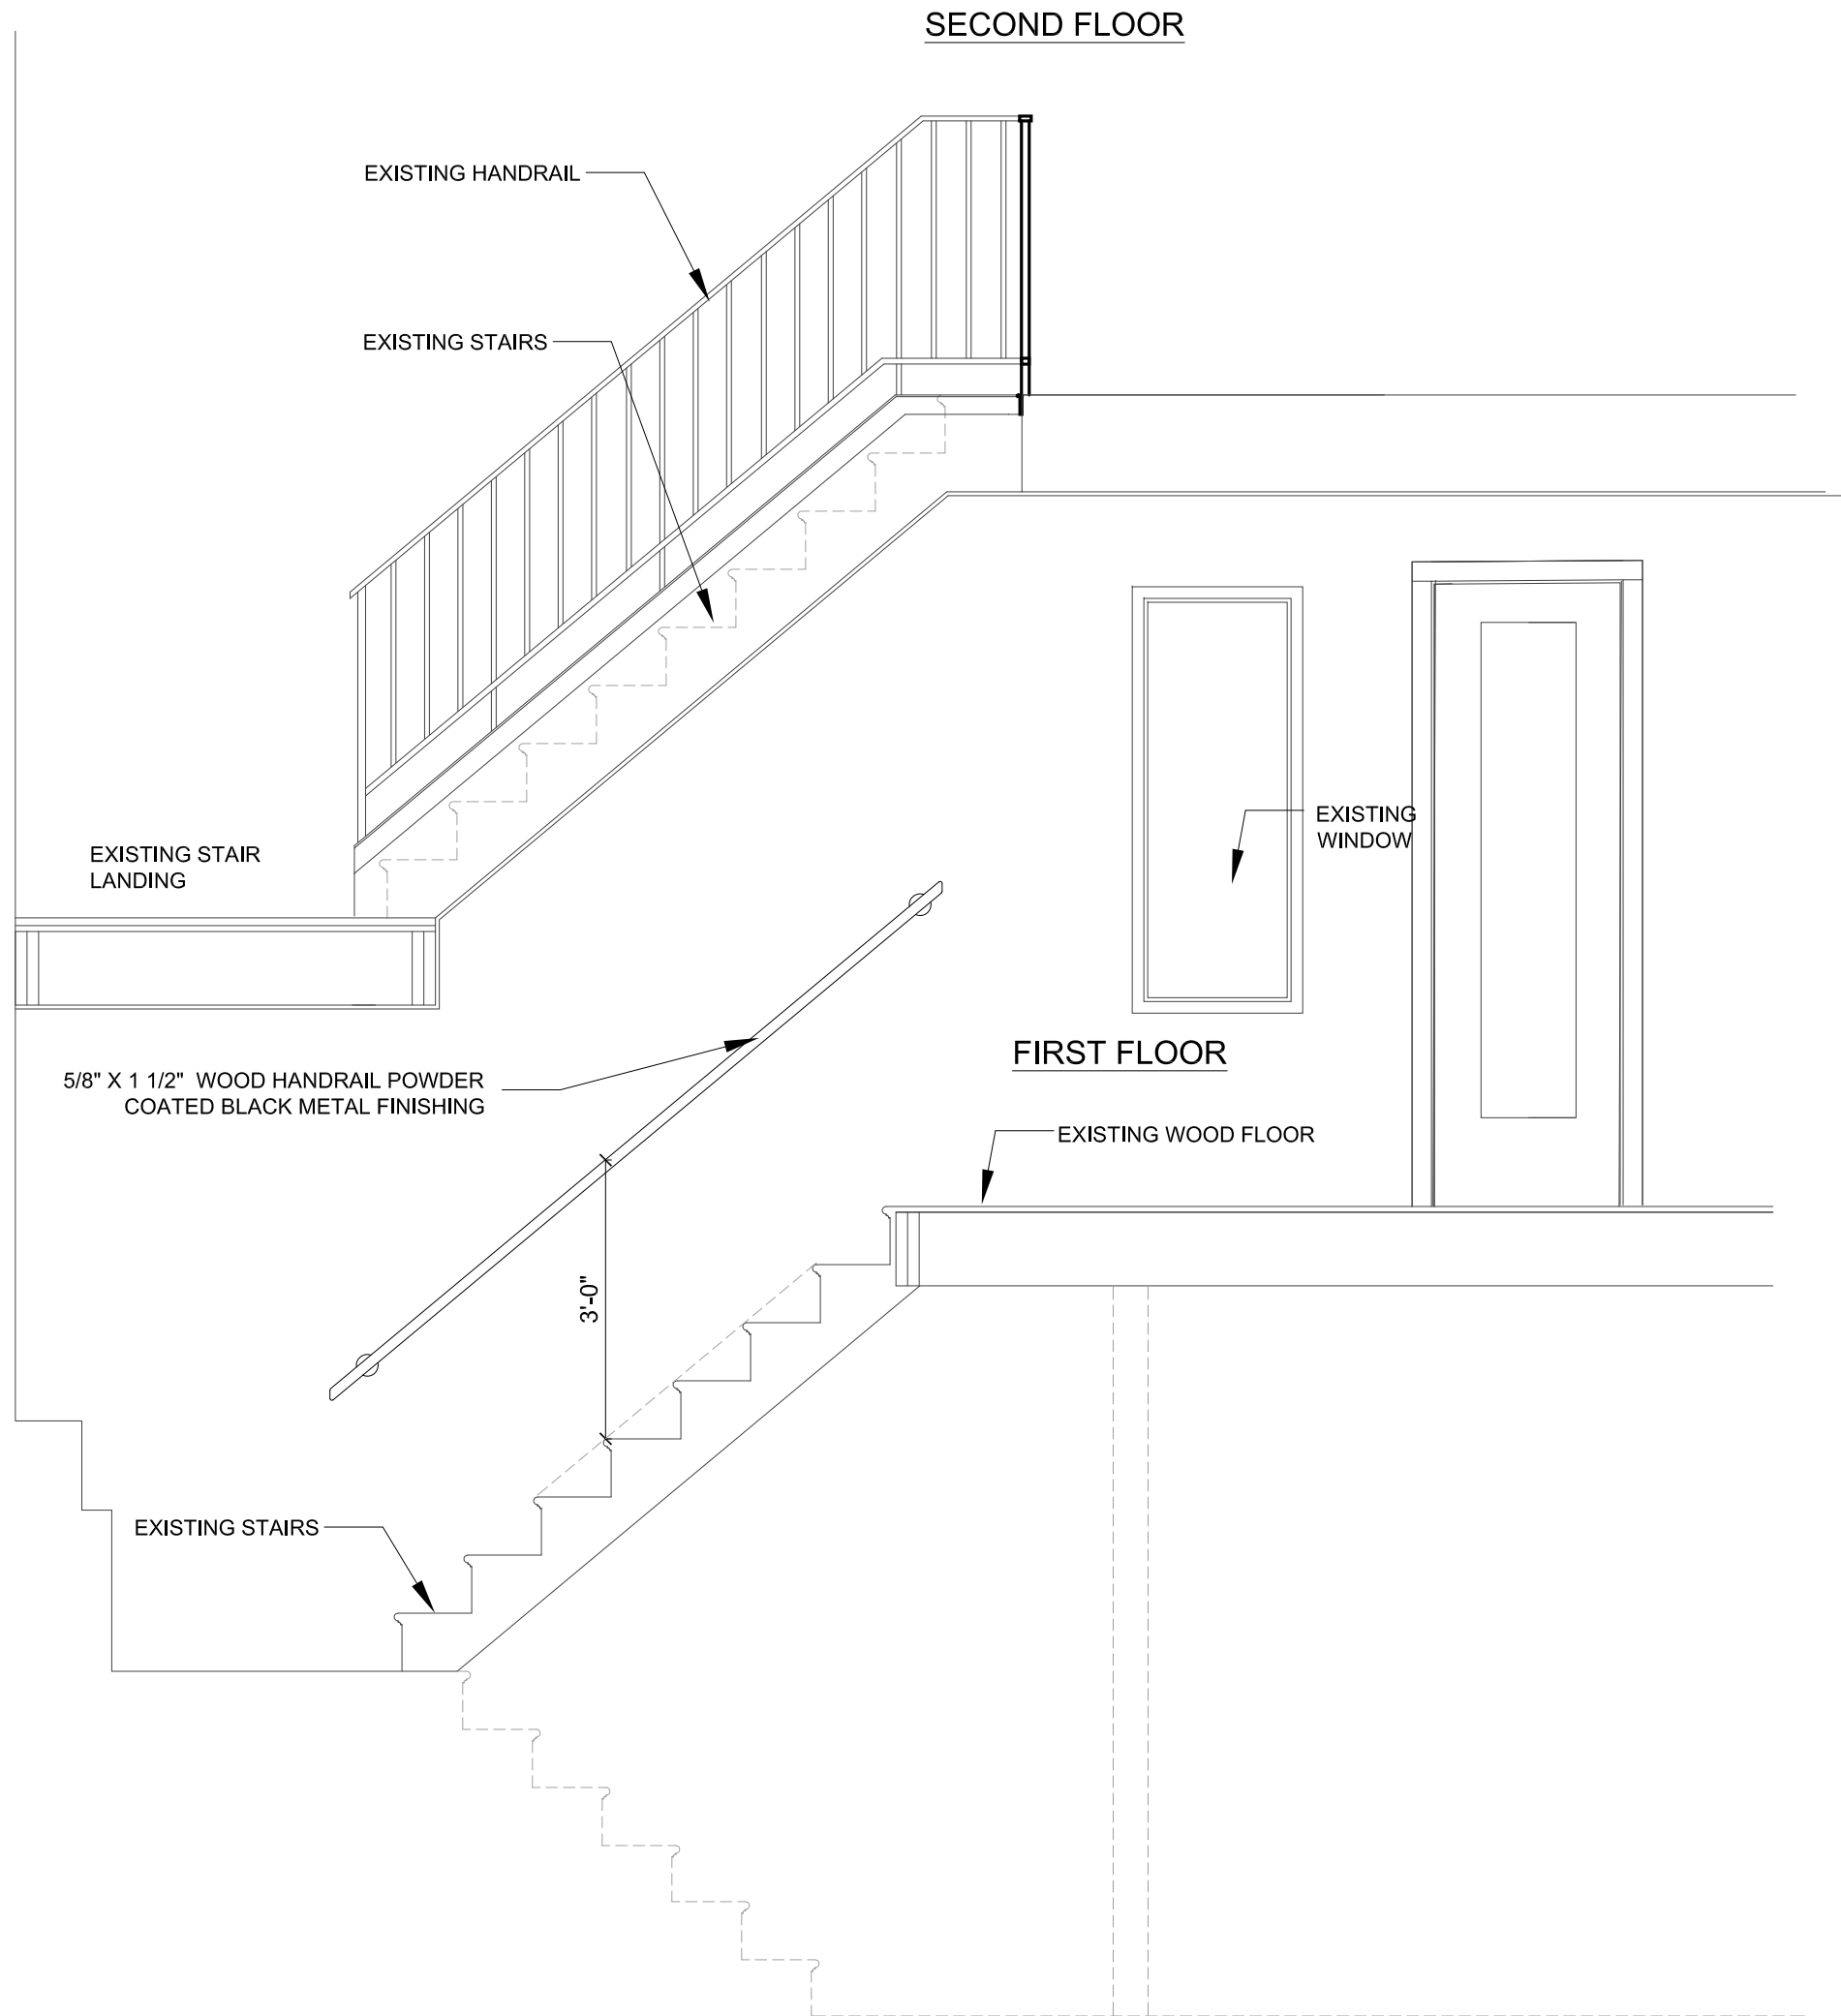 SECOND FLOOR
EXISTING HANDRAIL
EXISTING STAIRS
EXISTING
WINDOW
EXISTING STAIR
LANDING
FIRST FLOOR
5/8" X 1 1/2" WOOD HANDRAIL POWDER
COATED BLACK METAL FINISHING
EXISTING WOOD FLOOR
3'-0"
EXISTING STAIRS